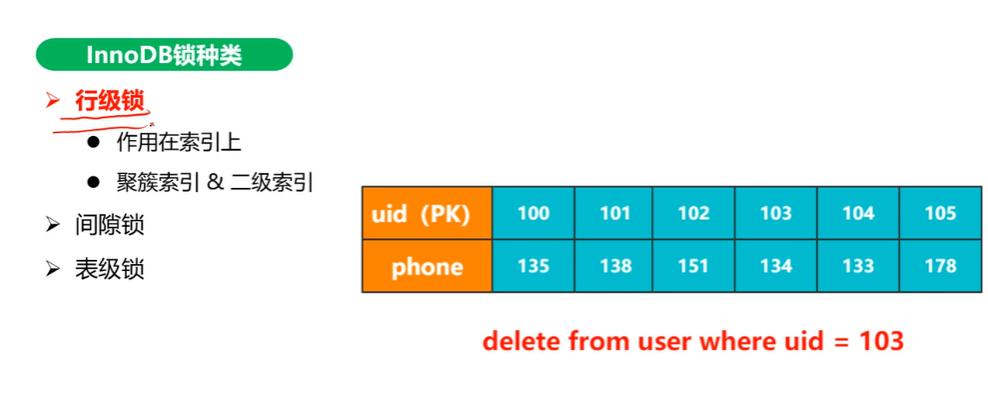 InnoDB锁种类
行级锁
作用在索引上
聚簇索引 & 二级索引
间隙锁
表级锁
uid（PK) 100 101 102 103 104 105
phone 135 138 151 134 133 178
delete from user where uid = 103